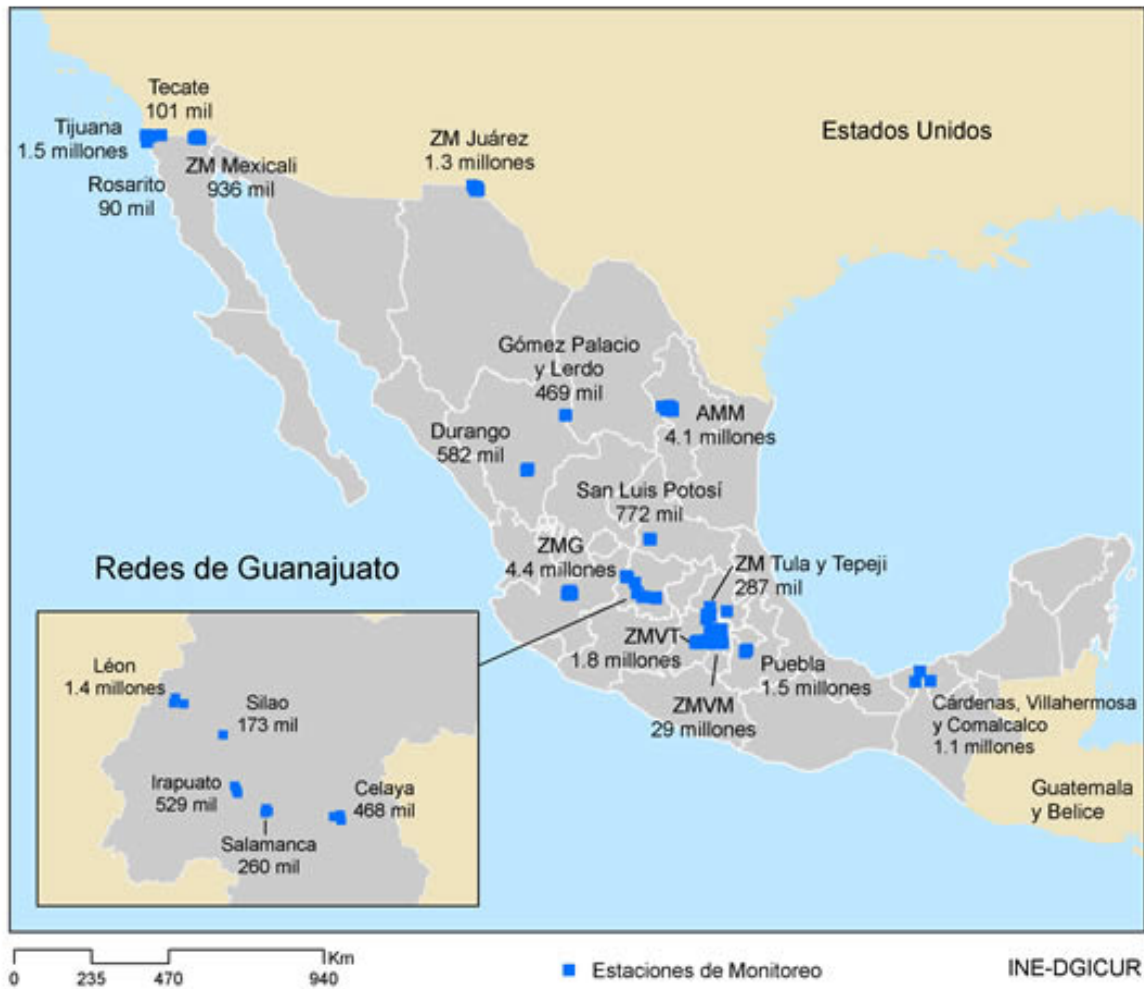 Tecate
101 mil
Tijuana
1.5 millones
ZM Mexicali
936 mil
Rosarito
90 mil
ZM Juárez
1.3 millones
Estados Unidos
Gómez Palacio
y Lerdo
469 mil
AMM
4.1 millones
Durango
582 mil
San Luis Potosí
772 mil
ZMG
4.4 millones
ZM Tula y Tepeji
287 mil
ZMVT
1.8 millones
ZMVM
29 millones
Puebla
1.5 millones
Cárdenas, Villahermosa
y Comalcalco
1.1 millones
Guatemala
y Belice
Redes de Guanajuato
Léon
1.4 millones
Silao
173 mil
Irapuato
529 mil
Celaya
468 mil
Salamanca
260 mil
Km
0 235 470 940
Estaciones de Monitoreo
INE-DGICUR